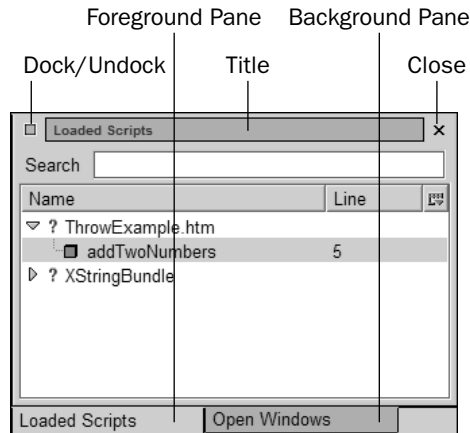 Foreground Pane Background Pane
Dock/Undock Title Close
Loaded Scripts
Search
Name Line
? ThrowExample.htm
addTwoNumbers 5
? XStringBundle
Loaded Scripts Open Windows